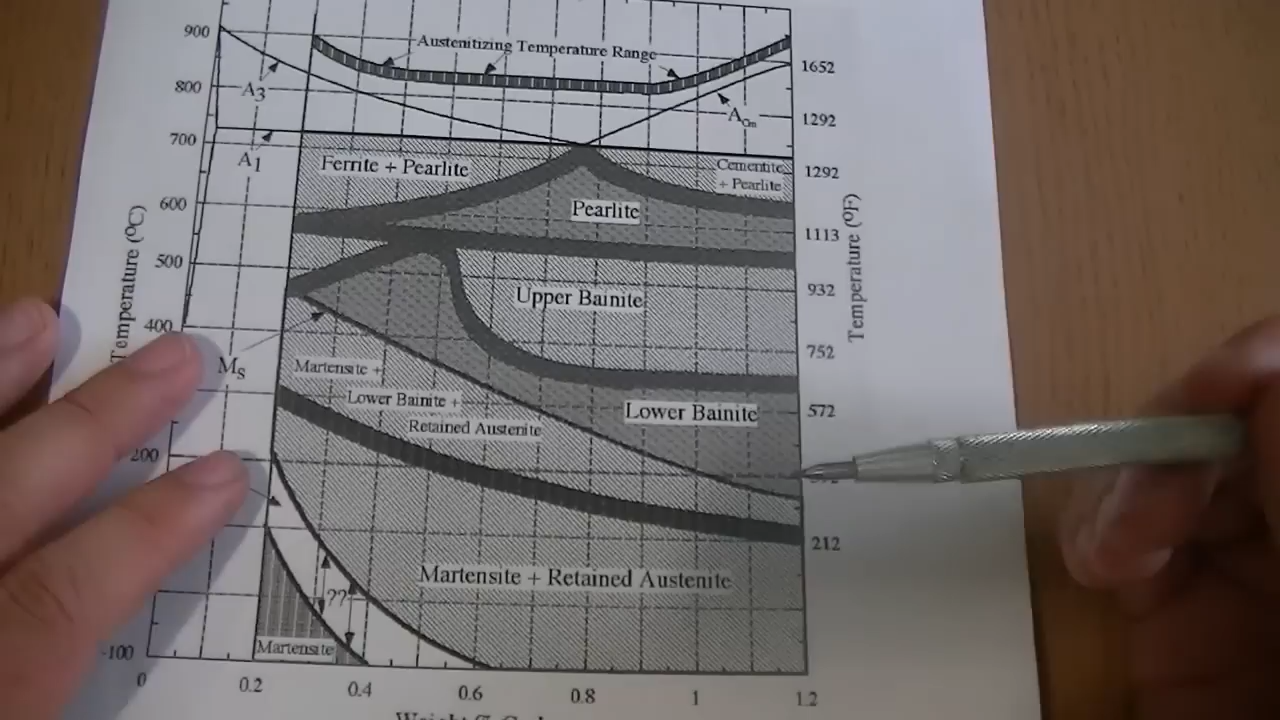 900
Austenitizing Temperature Range
1652
A3
800
ACm
1292
700
A1
Ferrite + Pearlite
Cementite
+ Pearlite
1292
600
Pearlite
1113
Temperature (ºC)
Temperature (ºF)
500
Upper Bainite
932
400
752
MS
Martensite +
Lower Bainite +
Retained Austenite
Lower Bainite
572
200
212
Martensite + Retained Austenite
??
Martensite
-100
0
0.2
0.4
0.6
0.8
1
1.2